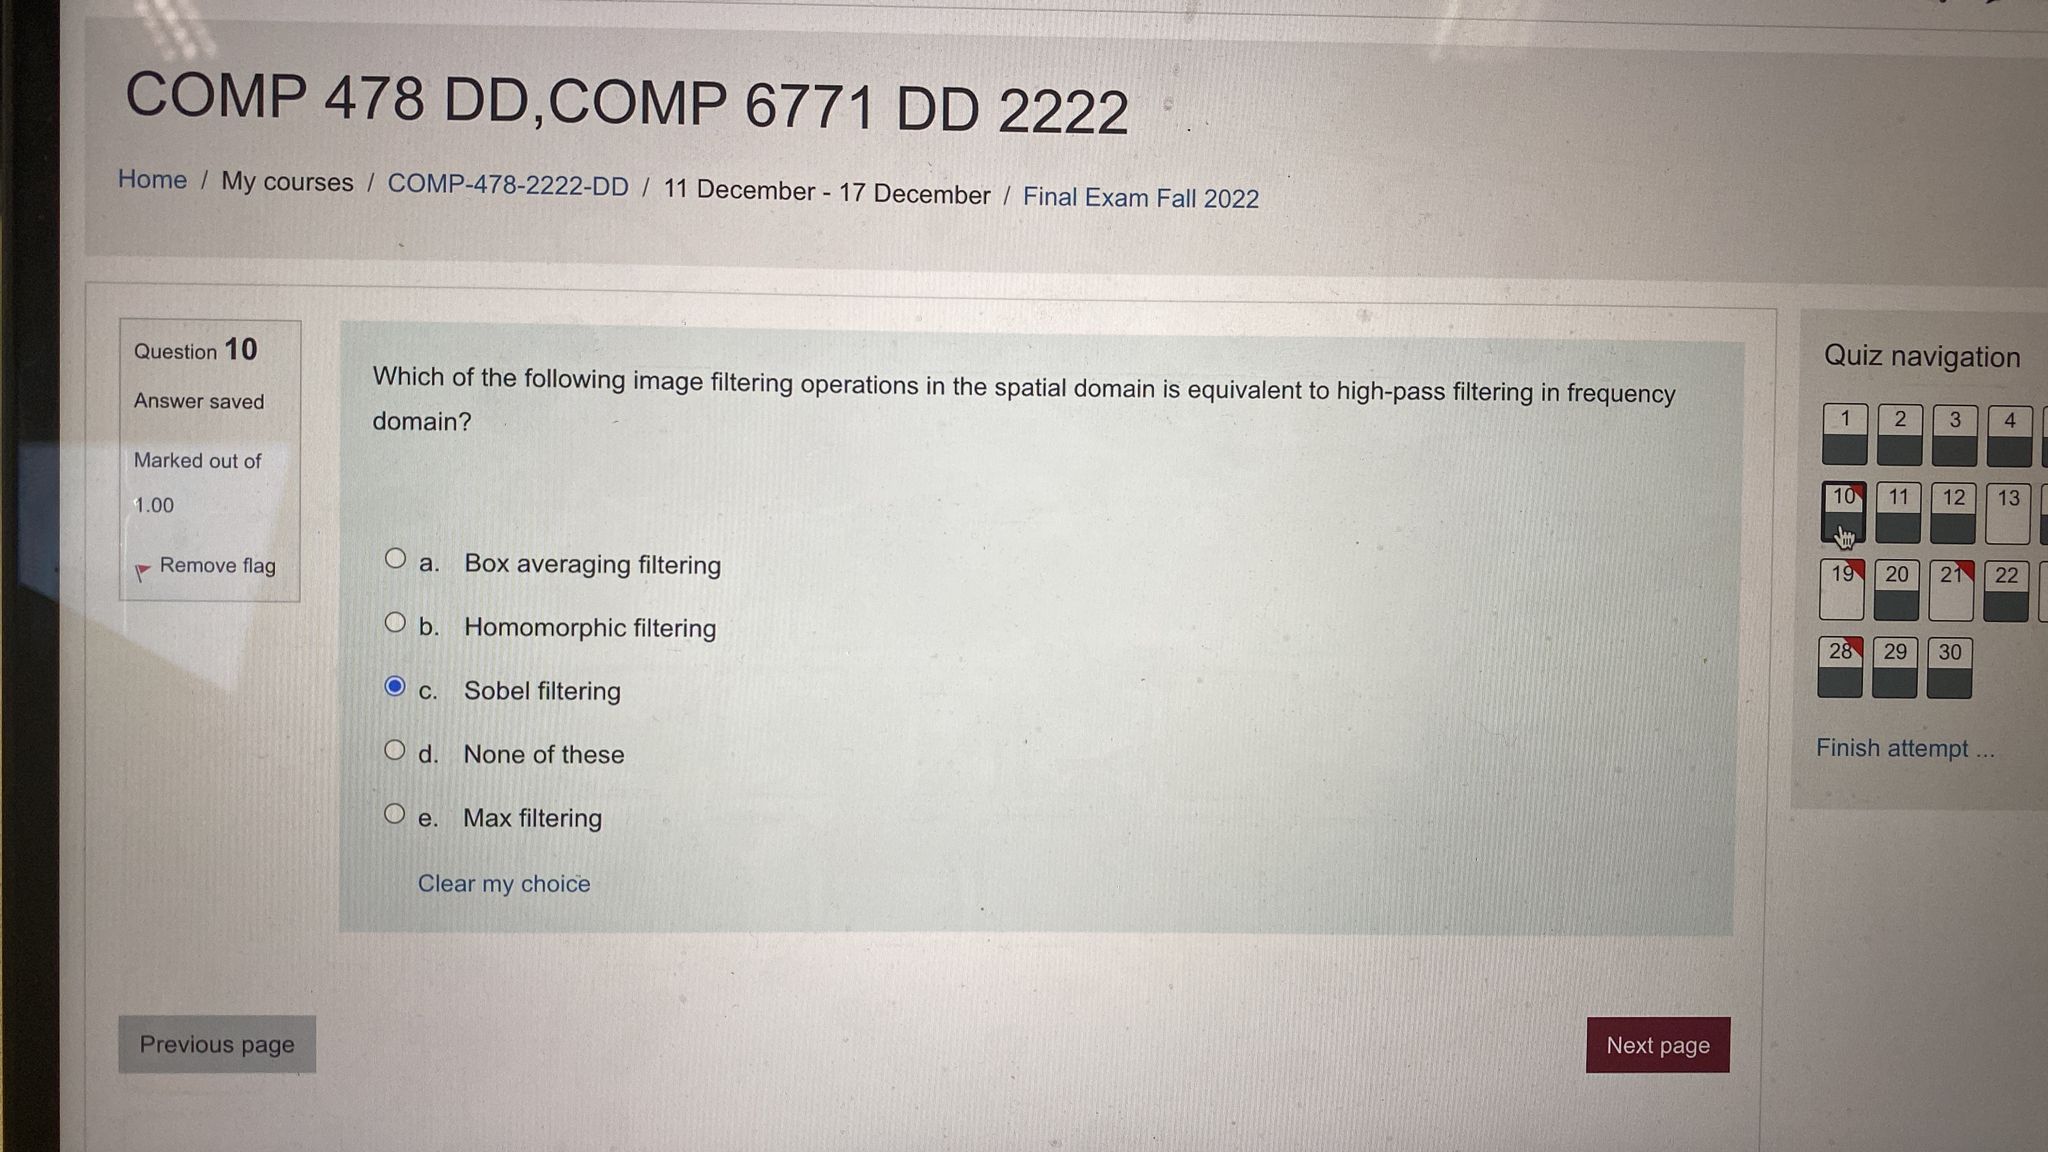 COMP 478 DD,COMP 6771 DD 2222
Home / My courses / COMP-478-2222-DD / 11 December - 17 December / Final Exam Fall 2022
Question 10
Answer saved
Marked out of
1.00
Remove flag
Which of the following image filtering operations in the spatial domain is equivalent to high-pass filtering in frequency
domain?
a. Box averaging filtering
b. Homomorphic filtering
c. Sobel filtering
d. None of these
e. Max filtering
Clear my choice
Previous page
Next page
Quiz navigation
1 2 3 4
10 11 12 13
19 20 21 22
28 29 30
Finish attempt ...